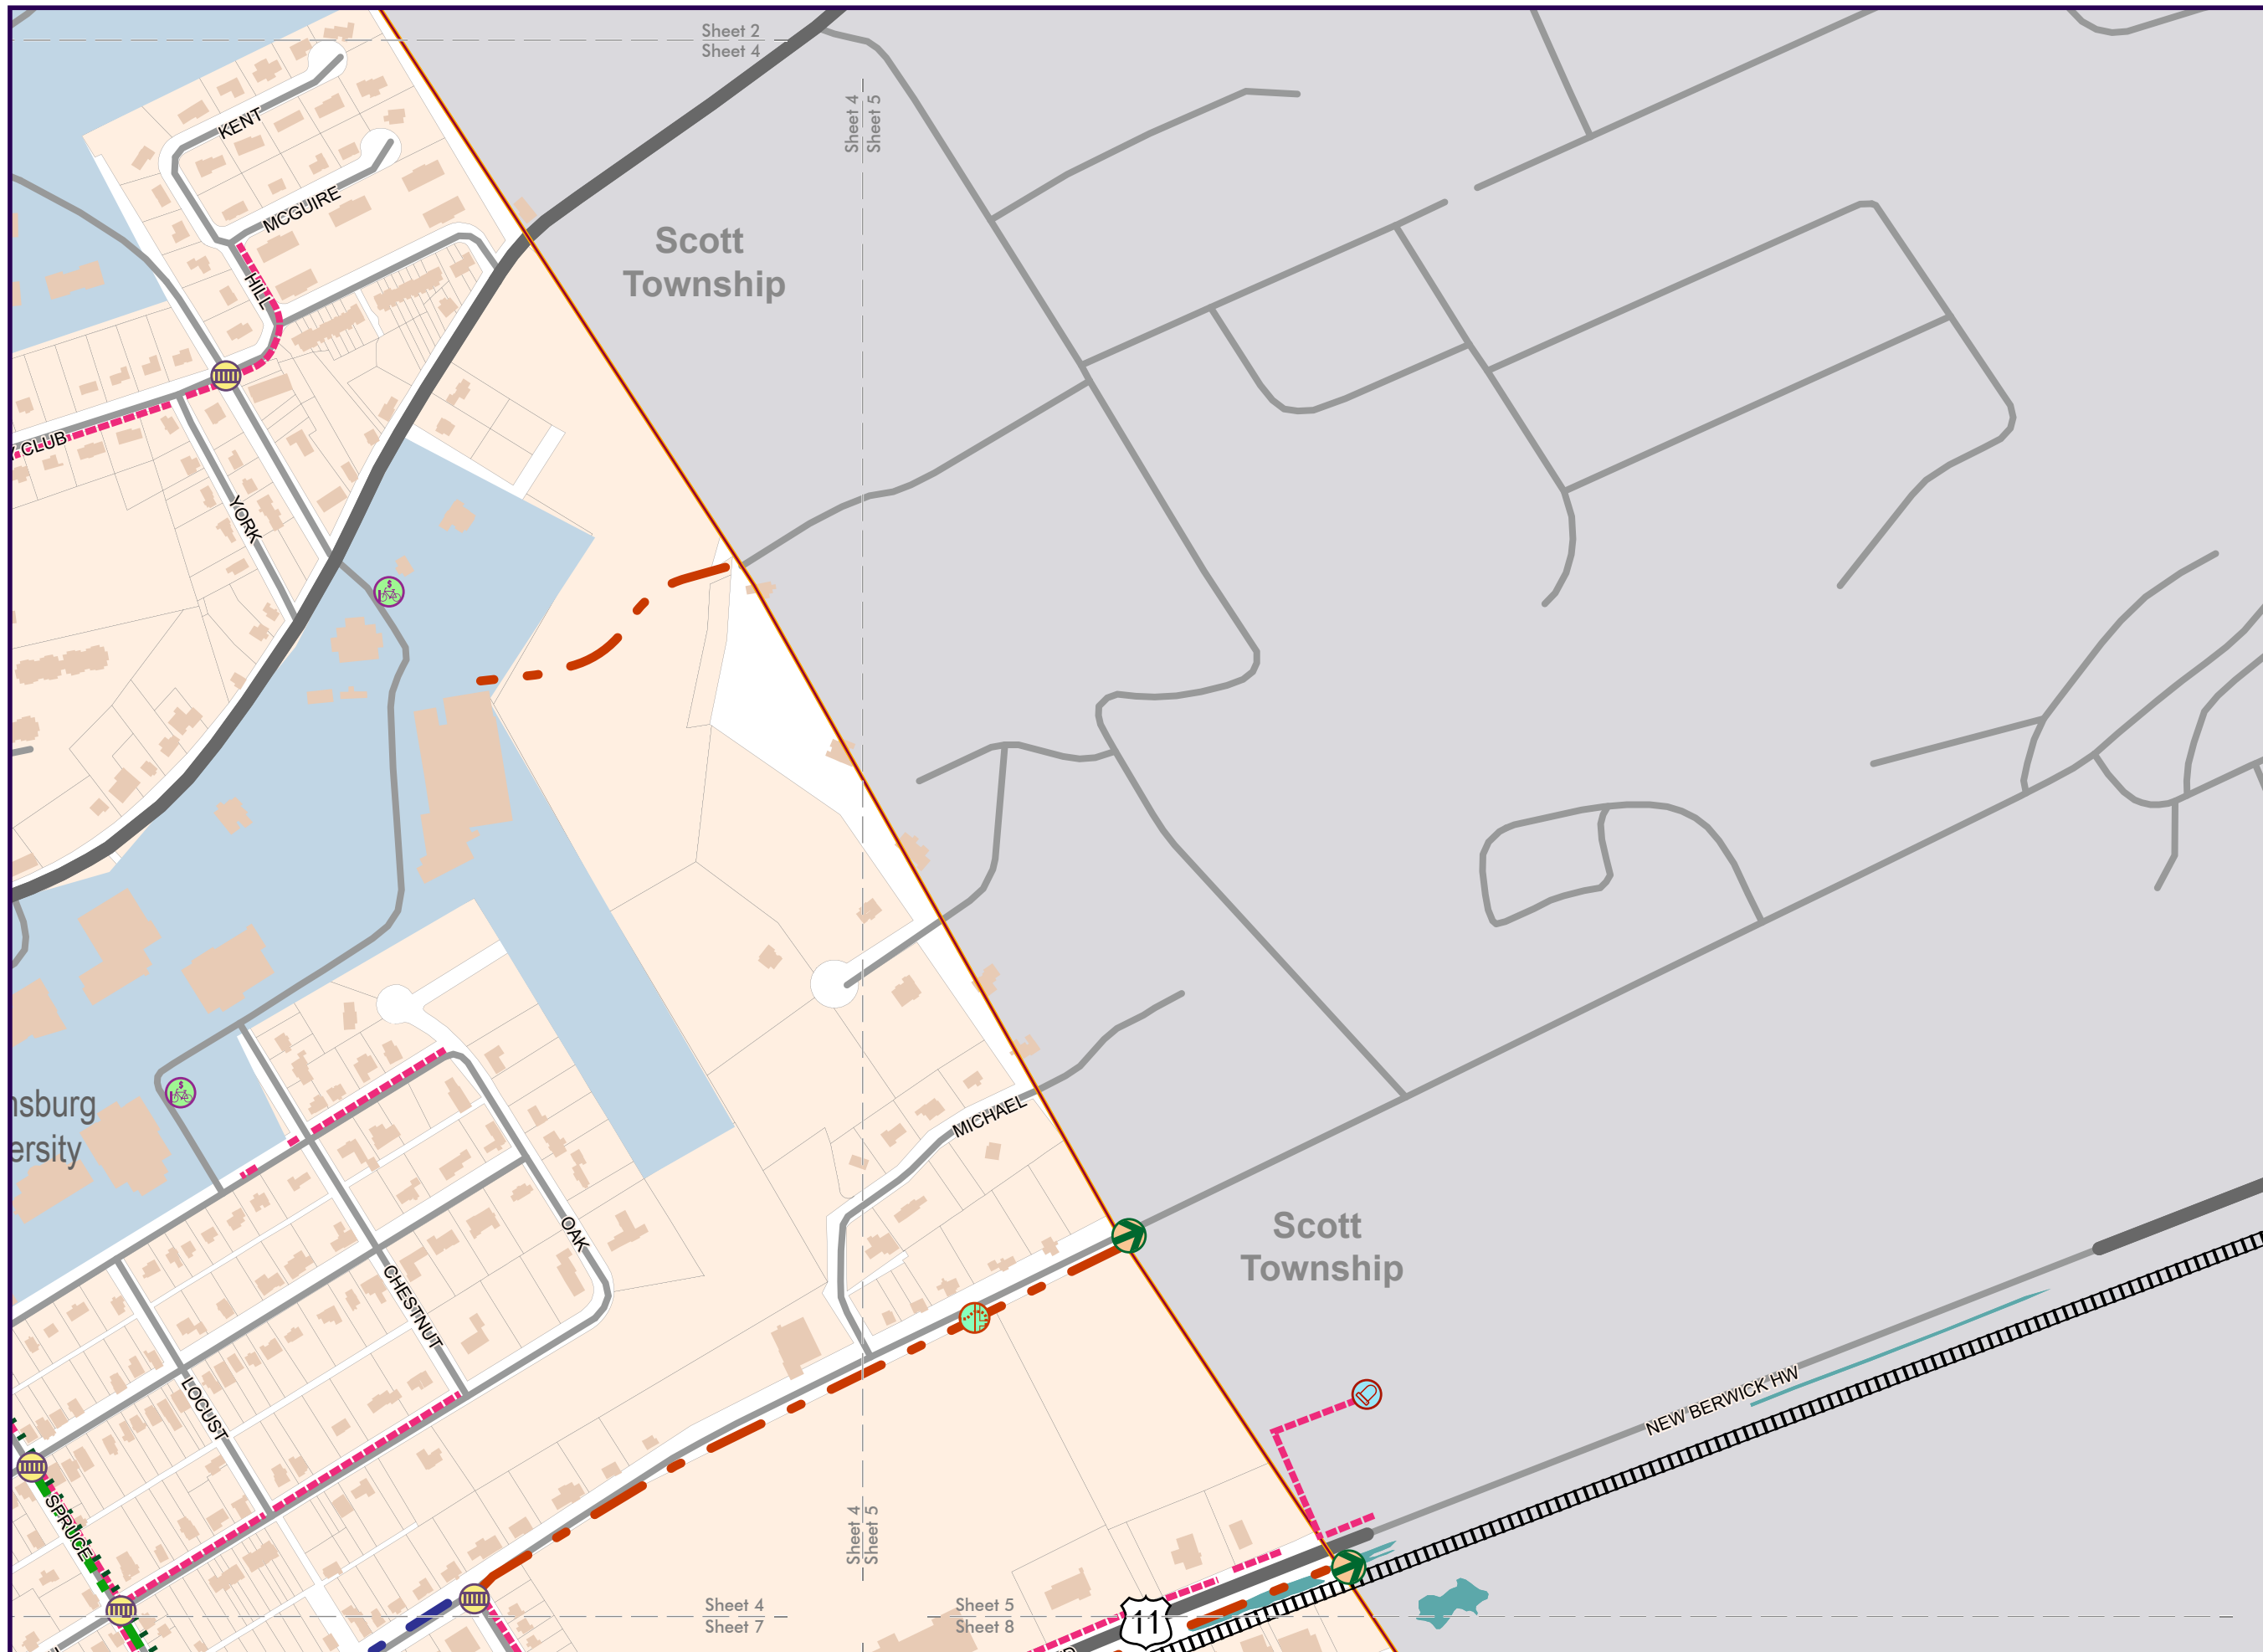 Sheet 2
Sheet 4
Sheet 4
Sheet 5
KENT
MCGUIRE
Scott
Township
HILL
$
Y CLUB
YORK
$
nsburg
ersity
MICHAEL
OAK
Scott
Township
CHESTNUT
LOCUST
NEW BERWICK HW
SPRUCE
Sheet 4
Sheet 5
Sheet 4
Sheet 7
Sheet 5
Sheet 8
11